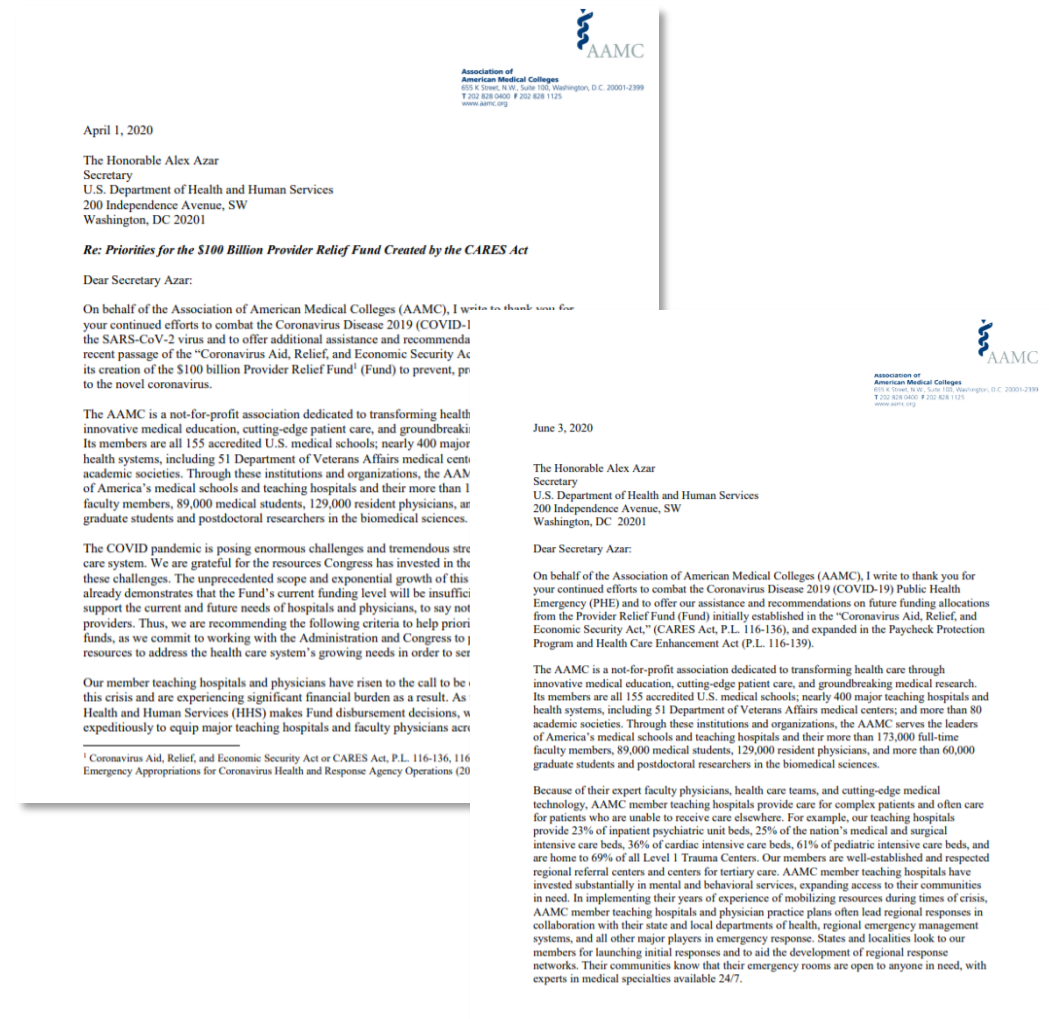 AAMC
Association of
American Medical Colleges
655 K Street, N.W., Suite 100, Washington, D.C. 20001-2399
T 202 828 0400 F 202 828 1125
www.aamc.org
April 1, 2020
The Honorable Alex Azar
Secretary
U.S. Department of Health and Human Services
200 Independence Avenue, SW
Washington, DC 20201
Re: Priorities for the $100 Billion Provider Relief Fund Created by the CARES Act
Dear Secretary Azar:
On behalf of the Association of American Medical Colleges (AAMC), I write to thank you for
your continued efforts to combat the Coronavirus Disease 2019 (COVID-1
the SARS-CoV-2 virus and to offer additional assistance and recommenda
recent passage of the “Coronavirus Aid, Relief, and Economic Security Ac
its creation of the $100 billion Provider Relief Fund¹ (Fund) to prevent, pr
to the novel coronavirus.
The AAMC is a not-for-profit association dedicated to transforming health
innovative medical education, cutting-edge patient care, and groundbreaki
Its members are all 155 accredited U.S. medical schools; nearly 400 major
health systems, including 51 Department of Veterans Affairs medical cente
academic societies. Through these institutions and organizations, the AAM
of America’s medical schools and teaching hospitals and their more than 1
faculty members, 89,000 medical students, 129,000 resident physicians, an
graduate students and postdoctoral researchers in the biomedical sciences.
The COVID pandemic is posing enormous challenges and tremendous stre
care system. We are grateful for the resources Congress has invested in the
these challenges. The unprecedented scope and exponential growth of this
already demonstrates that the Fund’s current funding level will be insuffici
support the current and future needs of hospitals and physicians, to say not
providers. Thus, we are recommending the following criteria to help priori
funds, as we commit to working with the Administration and Congress to p
resources to address the health care system’s growing needs in order to ser
Our member teaching hospitals and physicians have risen to the call to be
this crisis and are experiencing significant financial burden as a result. As
Health and Human Services (HHS) makes Fund disbursement decisions, w
expeditiously to equip major teaching hospitals and faculty physicians acro
¹ Coronavirus Aid, Relief, and Economic Security Act or CARES Act, P.L. 116-136, 116
Emergency Appropriations for Coronavirus Health and Response Agency Operations (20
AAMC
Association of
American Medical Colleges
655 K Street, N.W., Suite 100, Washington, D.C. 20001-2399
T 202 828 0400 F 202 828 1125
www.aamc.org
June 3, 2020
The Honorable Alex Azar
Secretary
U.S. Department of Health and Human Services
200 Independence Avenue, SW
Washington, DC 20201
Dear Secretary Azar:
On behalf of the Association of American Medical Colleges (AAMC), I write to thank you for
your continued efforts to combat the Coronavirus Disease 2019 (COVID-19) Public Health
Emergency (PHE) and to offer our assistance and recommendations on future funding allocations
from the Provider Relief Fund (Fund) initially established in the “Coronavirus Aid, Relief, and
Economic Security Act,” (CARES Act, P.L. 116-136), and expanded in the Paycheck Protection
Program and Health Care Enhancement Act (P.L. 116-139).
The AAMC is a not-for-profit association dedicated to transforming health care through
innovative medical education, cutting-edge patient care, and groundbreaking medical research.
Its members are all 155 accredited U.S. medical schools; nearly 400 major teaching hospitals and
health systems, including 51 Department of Veterans Affairs medical centers; and more than 80
academic societies. Through these institutions and organizations, the AAMC serves the leaders
of America’s medical schools and teaching hospitals and their more than 173,000 full-time
faculty members, 89,000 medical students, 129,000 resident physicians, and more than 60,000
graduate students and postdoctoral researchers in the biomedical sciences.
Because of their expert faculty physicians, health care teams, and cutting-edge medical
technology, AAMC member teaching hospitals provide care for complex patients and often care
for patients who are unable to receive care elsewhere. For example, our teaching hospitals
provide 23% of inpatient psychiatric unit beds, 25% of the nation’s medical and surgical
intensive care beds, 36% of cardiac intensive care beds, 61% of pediatric intensive care beds, and
are home to 69% of all Level 1 Trauma Centers. Our members are well-established and respected
regional referral centers and centers for tertiary care. AAMC member teaching hospitals have
invested substantially in mental and behavioral services, expanding access to their communities
in need. In implementing their years of experience of mobilizing resources during times of crisis,
AAMC member teaching hospitals and physician practice plans often lead regional responses in
collaboration with their state and local departments of health, regional emergency management
systems, and all other major players in emergency response. States and localities look to our
members for launching initial responses and to aid the development of regional response
networks. Their communities know that their emergency rooms are open to anyone in need, with
experts in medical specialties available 24/7.